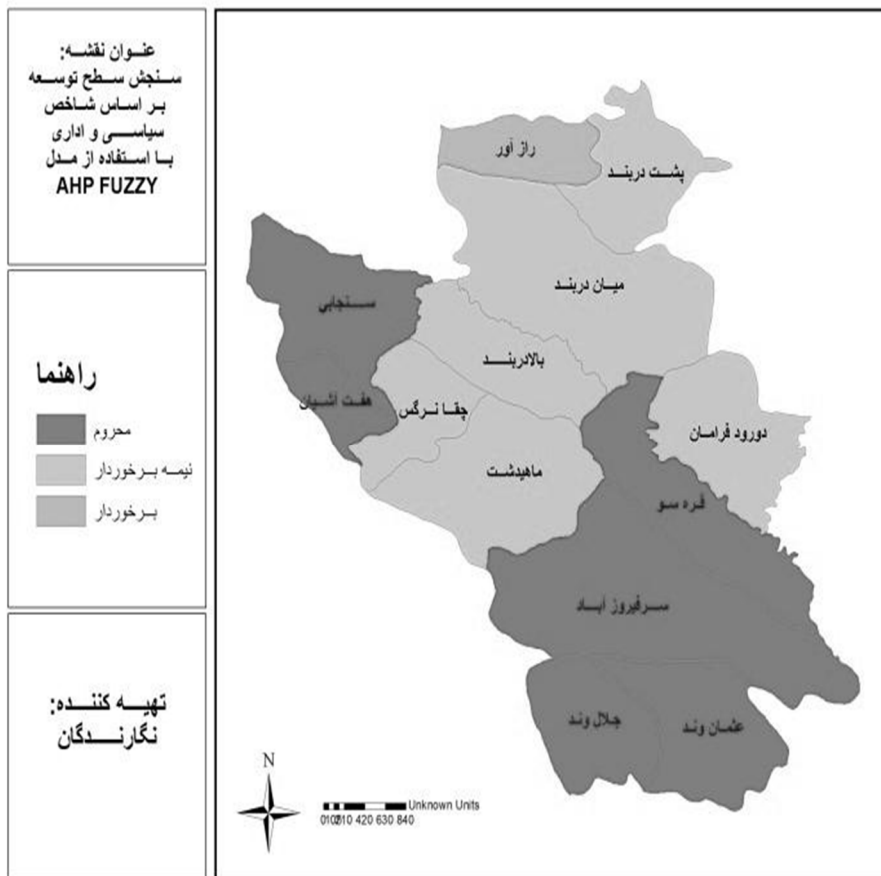 عنوان نقشه:
سنجش سطح توسعه
بر اساس شاخص
سیاسی و اداری
با استفاده از مدل
AHP FUZZY
راهنما
محروم
نیمه برخوردار
برخوردار
تهیه کننده:
نگارندگان
راز آور
پشت دربند
میان دربند
سنجابی
بالادربند
هفت آشیان
چقا نرگس
دورود فرامان
ماهیدشت
قره سو
سرفیروز آباد
جلال وند
عثمان وند
N
Unknown Units
420 630 840